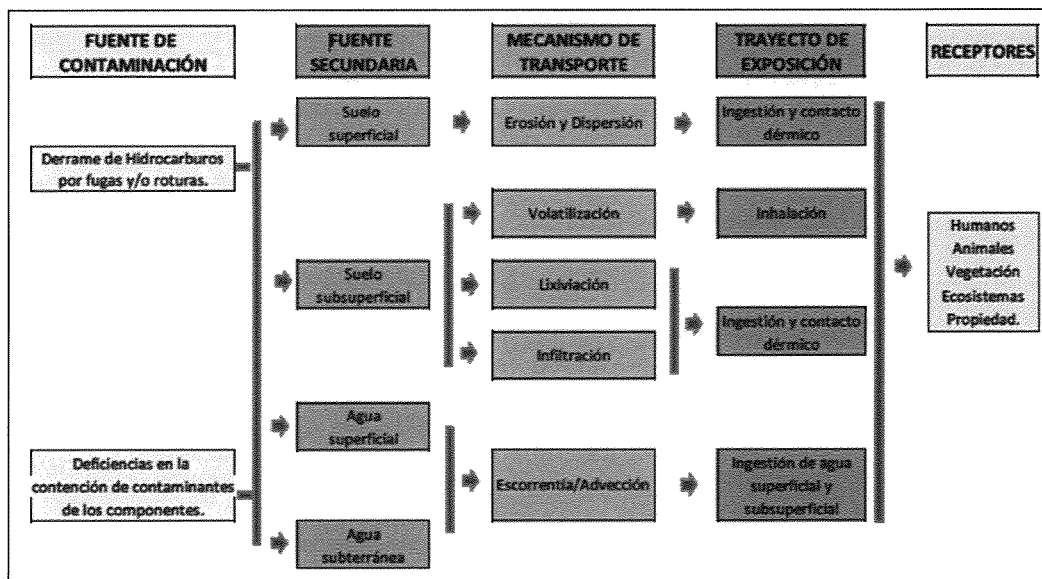 FUENTE DE
CONTAMINACIÓN
FUENTE
SECUNDARIA
MECANISMO DE
TRANSPORTE
TRAYECTO DE
EXPOSICIÓN
RECEPTORES
Derrame de Hidrocarburos
por fugas y/o roturas.
Deficiencias en la
contención de contaminantes
de los componentes.
Suelo
superficial
Suelo
subsuperficial
Agua
superficial
Agua
subterránea
Erosión y Dispersión
Volatilización
Lixiviación
Infiltración
Escorrentía/Advección
Ingestión y contacto
dérmico
Inhalación
Ingestión y contacto
dérmico
Ingestión de agua
superficial y
subsuperficial
Humanos
Animales
Vegetación
Ecosistemas
Propiedad.